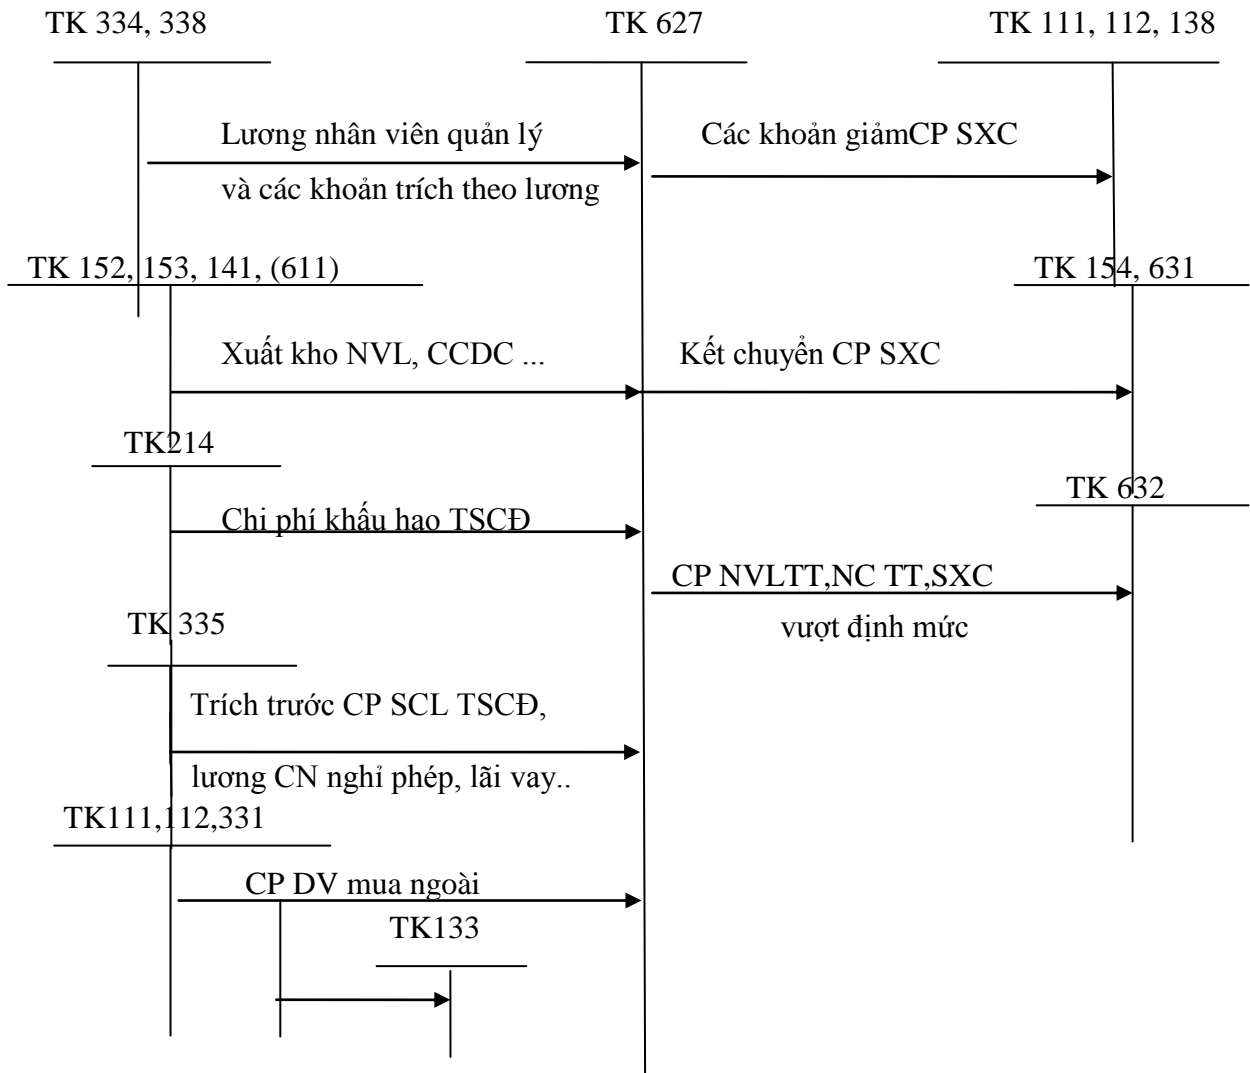 TK 334, 338
TK 627
TK 111, 112, 138
Lương nhân viên quản lý
Các khoản giảmCP SXC
và các khoản trích theo lương
TK 152, 153, 141, (611)
TK 154, 631
Xuất kho NVL, CCDC ...
Kết chuyển CP SXC
TK214
TK 632
Chi phí khấu hao TSCĐ
CP NVLTT,NC TT,SXC
vượt định mức
TK 335
Trích trước CP SCL TSCĐ,
lương CN nghỉ phép, lãi vay..
TK111,112,331
CP DV mua ngoài
TK133